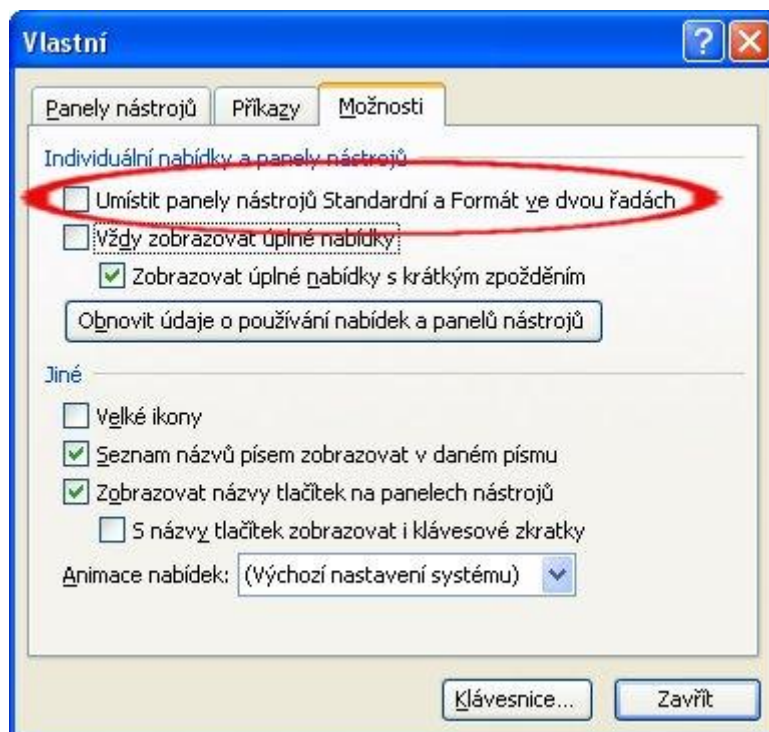 Vlastní
Panely nástrojů Příkazy Možnosti
Individuální nabídky a panely nástrojů
Umístit panely nástrojů Standardní a Formát ve dvou řadách
Vždy zobrazovat úplné nabídky
Zobrazovat úplné nabídky s krátkým zpožděním
Obnovit údaje o používání nabídek a panelů nástrojů
Jiné
Velké ikony
Seznam názvů písem zobrazovat v daném písmu
Zobrazovat názvy tlačítek na panelech nástrojů
S názvy tlačítek zobrazovat i klávesové zkratky
Animace nabídek: (Výchozí nastavení systému)
Klávesnice... Zavřít